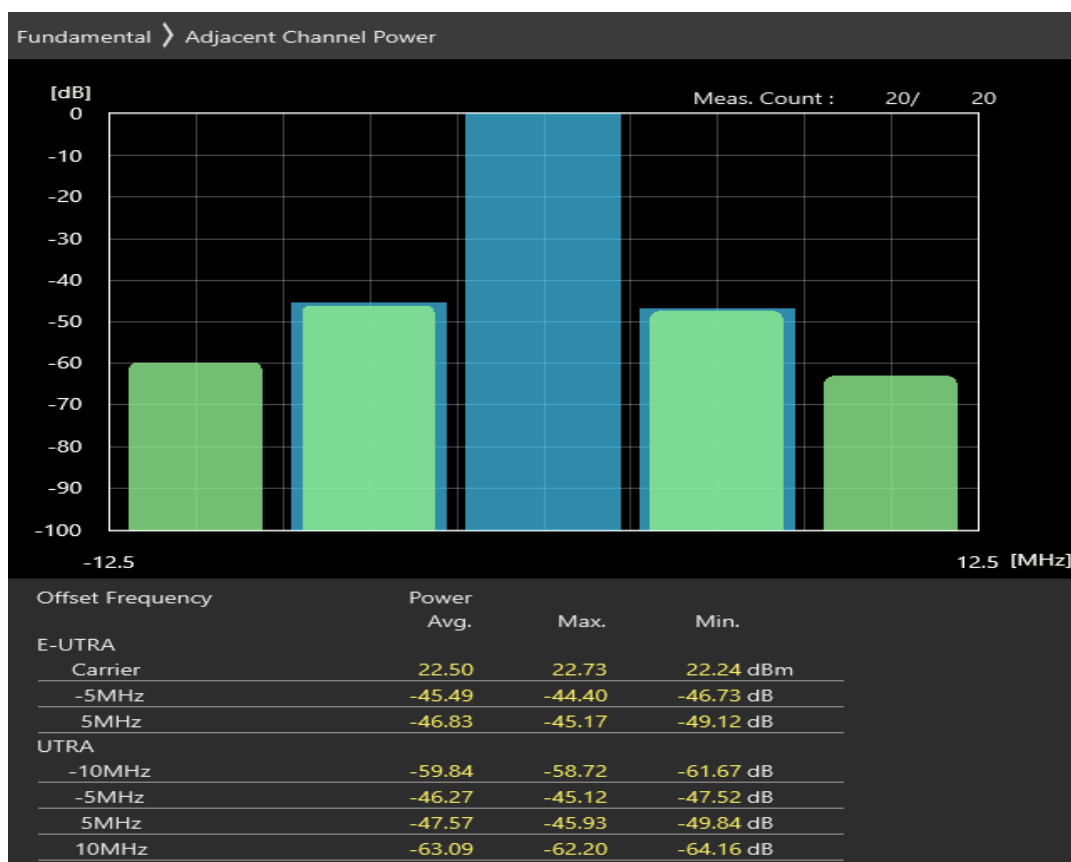 Fundamental ❯ Adjacent Channel Power
[dB]
Meas. Count : 20/ 20
0
-10
-20
-30
-40
-50
-60
-70
-80
-90
-100
-12.5 12.5 [MHz]
Offset Frequency Power
Avg. Max. Min.
E-UTRA
Carrier 22.50 22.73 22.24 dBm
-5MHz -45.49 -44.40 -46.73 dB
5MHz -46.83 -45.17 -49.12 dB
UTRA
-10MHz -59.84 -58.72 -61.67 dB
-5MHz -46.27 -45.12 -47.52 dB
5MHz -47.57 -45.93 -49.84 dB
10MHz -63.09 -62.20 -64.16 dB